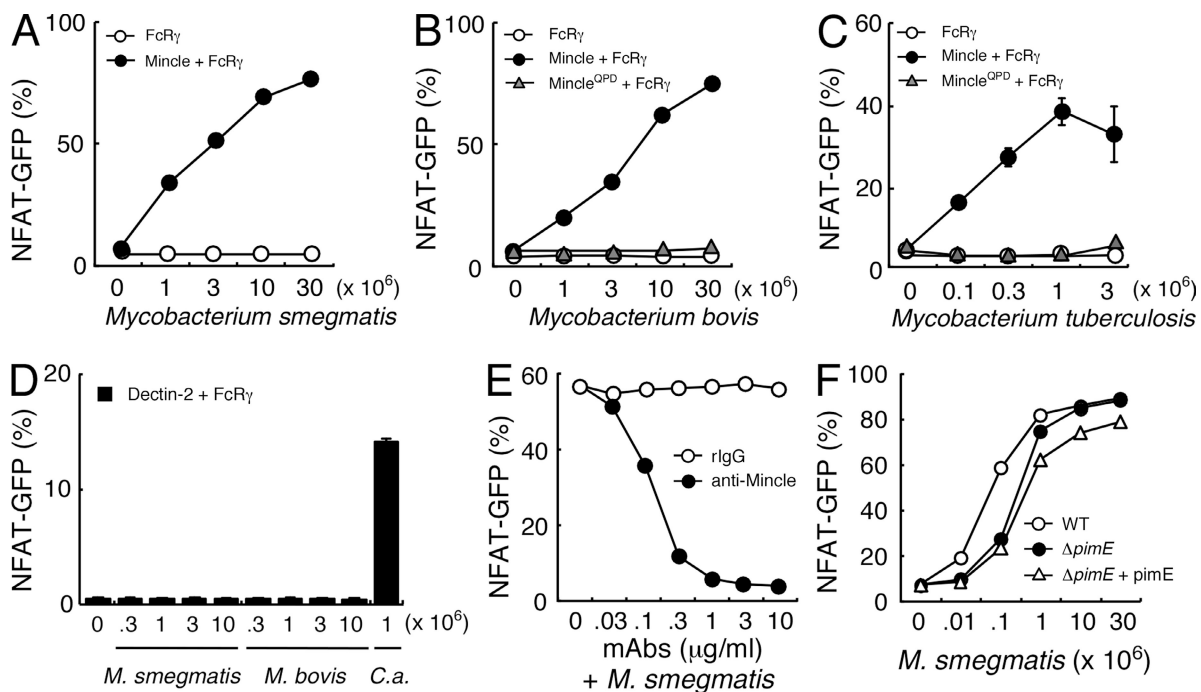 A
NFAT-GFP (%)
100
50
0
FcRγ
Mincle + FcRγ
0 1 3 10 30 (x 10⁶)
Mycobacterium smegmatis
B
NFAT-GFP (%)
100
50
0
FcRγ
Mincle + FcRγ
Mincle^QPD + FcRγ
0 1 3 10 30 (x 10⁶)
Mycobacterium bovis
C
NFAT-GFP (%)
60
40
20
0
FcRγ
Mincle + FcRγ
Mincle^QPD + FcRγ
0 0.1 0.3 1 3 (x 10⁶)
Mycobacterium tuberculosis
D
NFAT-GFP (%)
20
10
0
Dectin-2 + FcRγ
0 .3 1 3 10 .3 1 3 10 1 (x 10⁶)
M. smegmatis M. bovis C.a.
E
NFAT-GFP (%)
60
40
20
0
rIgG
anti-Mincle
0 .03 .1 .3 1 3 10
mAbs (μg/ml)
+ M. smegmatis
F
NFAT-GFP (%)
100
80
60
40
20
0
WT
ΔpimE
ΔpimE + pimE
0 .01 .1 1 10 30
M. smegmatis (x 10⁶)